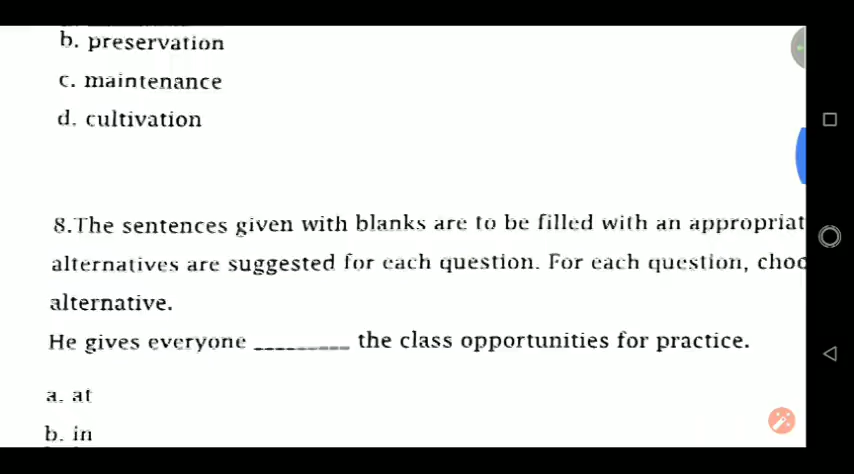 b. preservation
c. maintenance
d. cultivation
8.The sentences given with blanks are to be filled with an appropriat
alternatives are suggested for each question. For each question, choo
alternative.
He gives everyone _________ the class opportunities for practice.
a. at
b. in